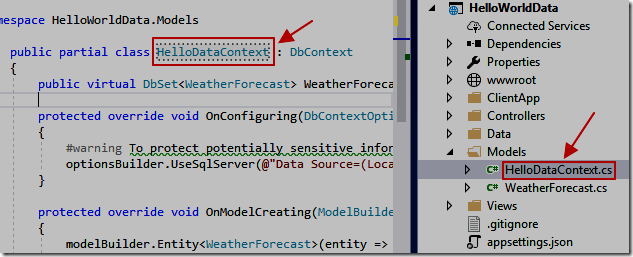 mespace HelloWorldData.Models
public partial class HelloDataContext : DbContext
{
public virtual DbSet<WeatherForecast> WeatherForeca
protected override void OnConfiguring(DbContextOptio
{
#warning To protect potentially sensitive infor
optionsBuilder.UseSqlServer(@"Data Source=(Loca
}
protected override void OnModelCreating(ModelBuilder
{
modelBuilder.Entity<WeatherForecast>(entity =>
HelloWorldData
Connected Services
Dependencies
Properties
wwwroot
ClientApp
Controllers
Data
Models
C# HelloDataContext.cs
C# WeatherForecast.cs
Views
.gitignore
appsettings.json